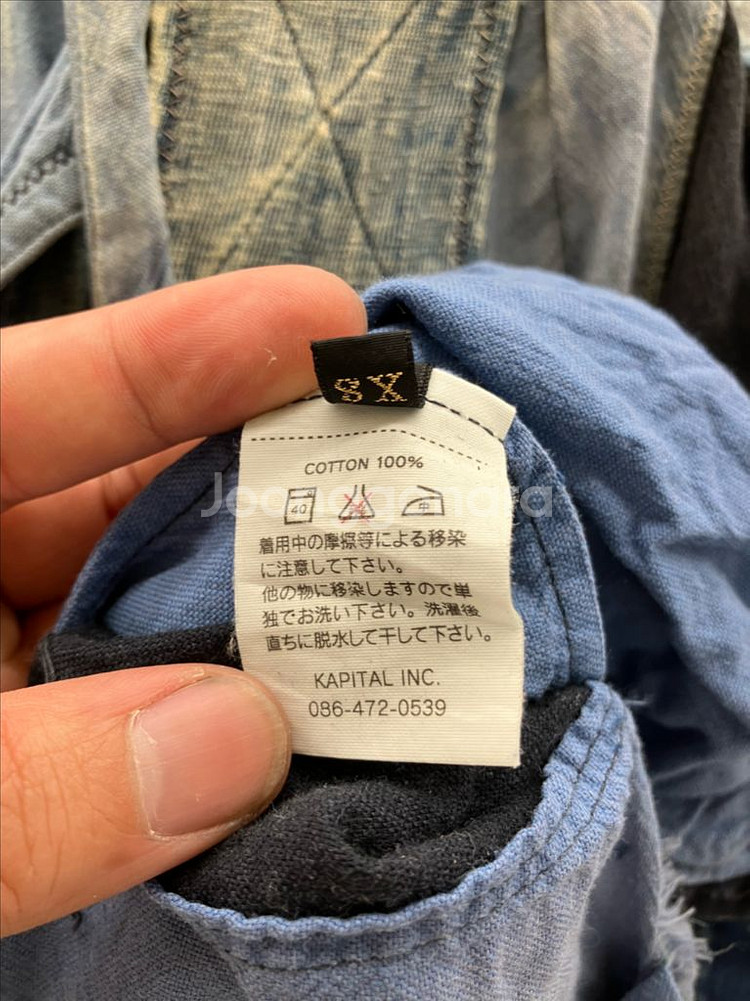 XS
COTTON 100%
40 中
Joonggonara
着用中の摩擦等による移染
に注意して下さい。
他の物に移染しますので単
独でお洗い下さい。洗濯後
直ちに脱水して干して下さい。
KAPITAL INC.
086-472-0539